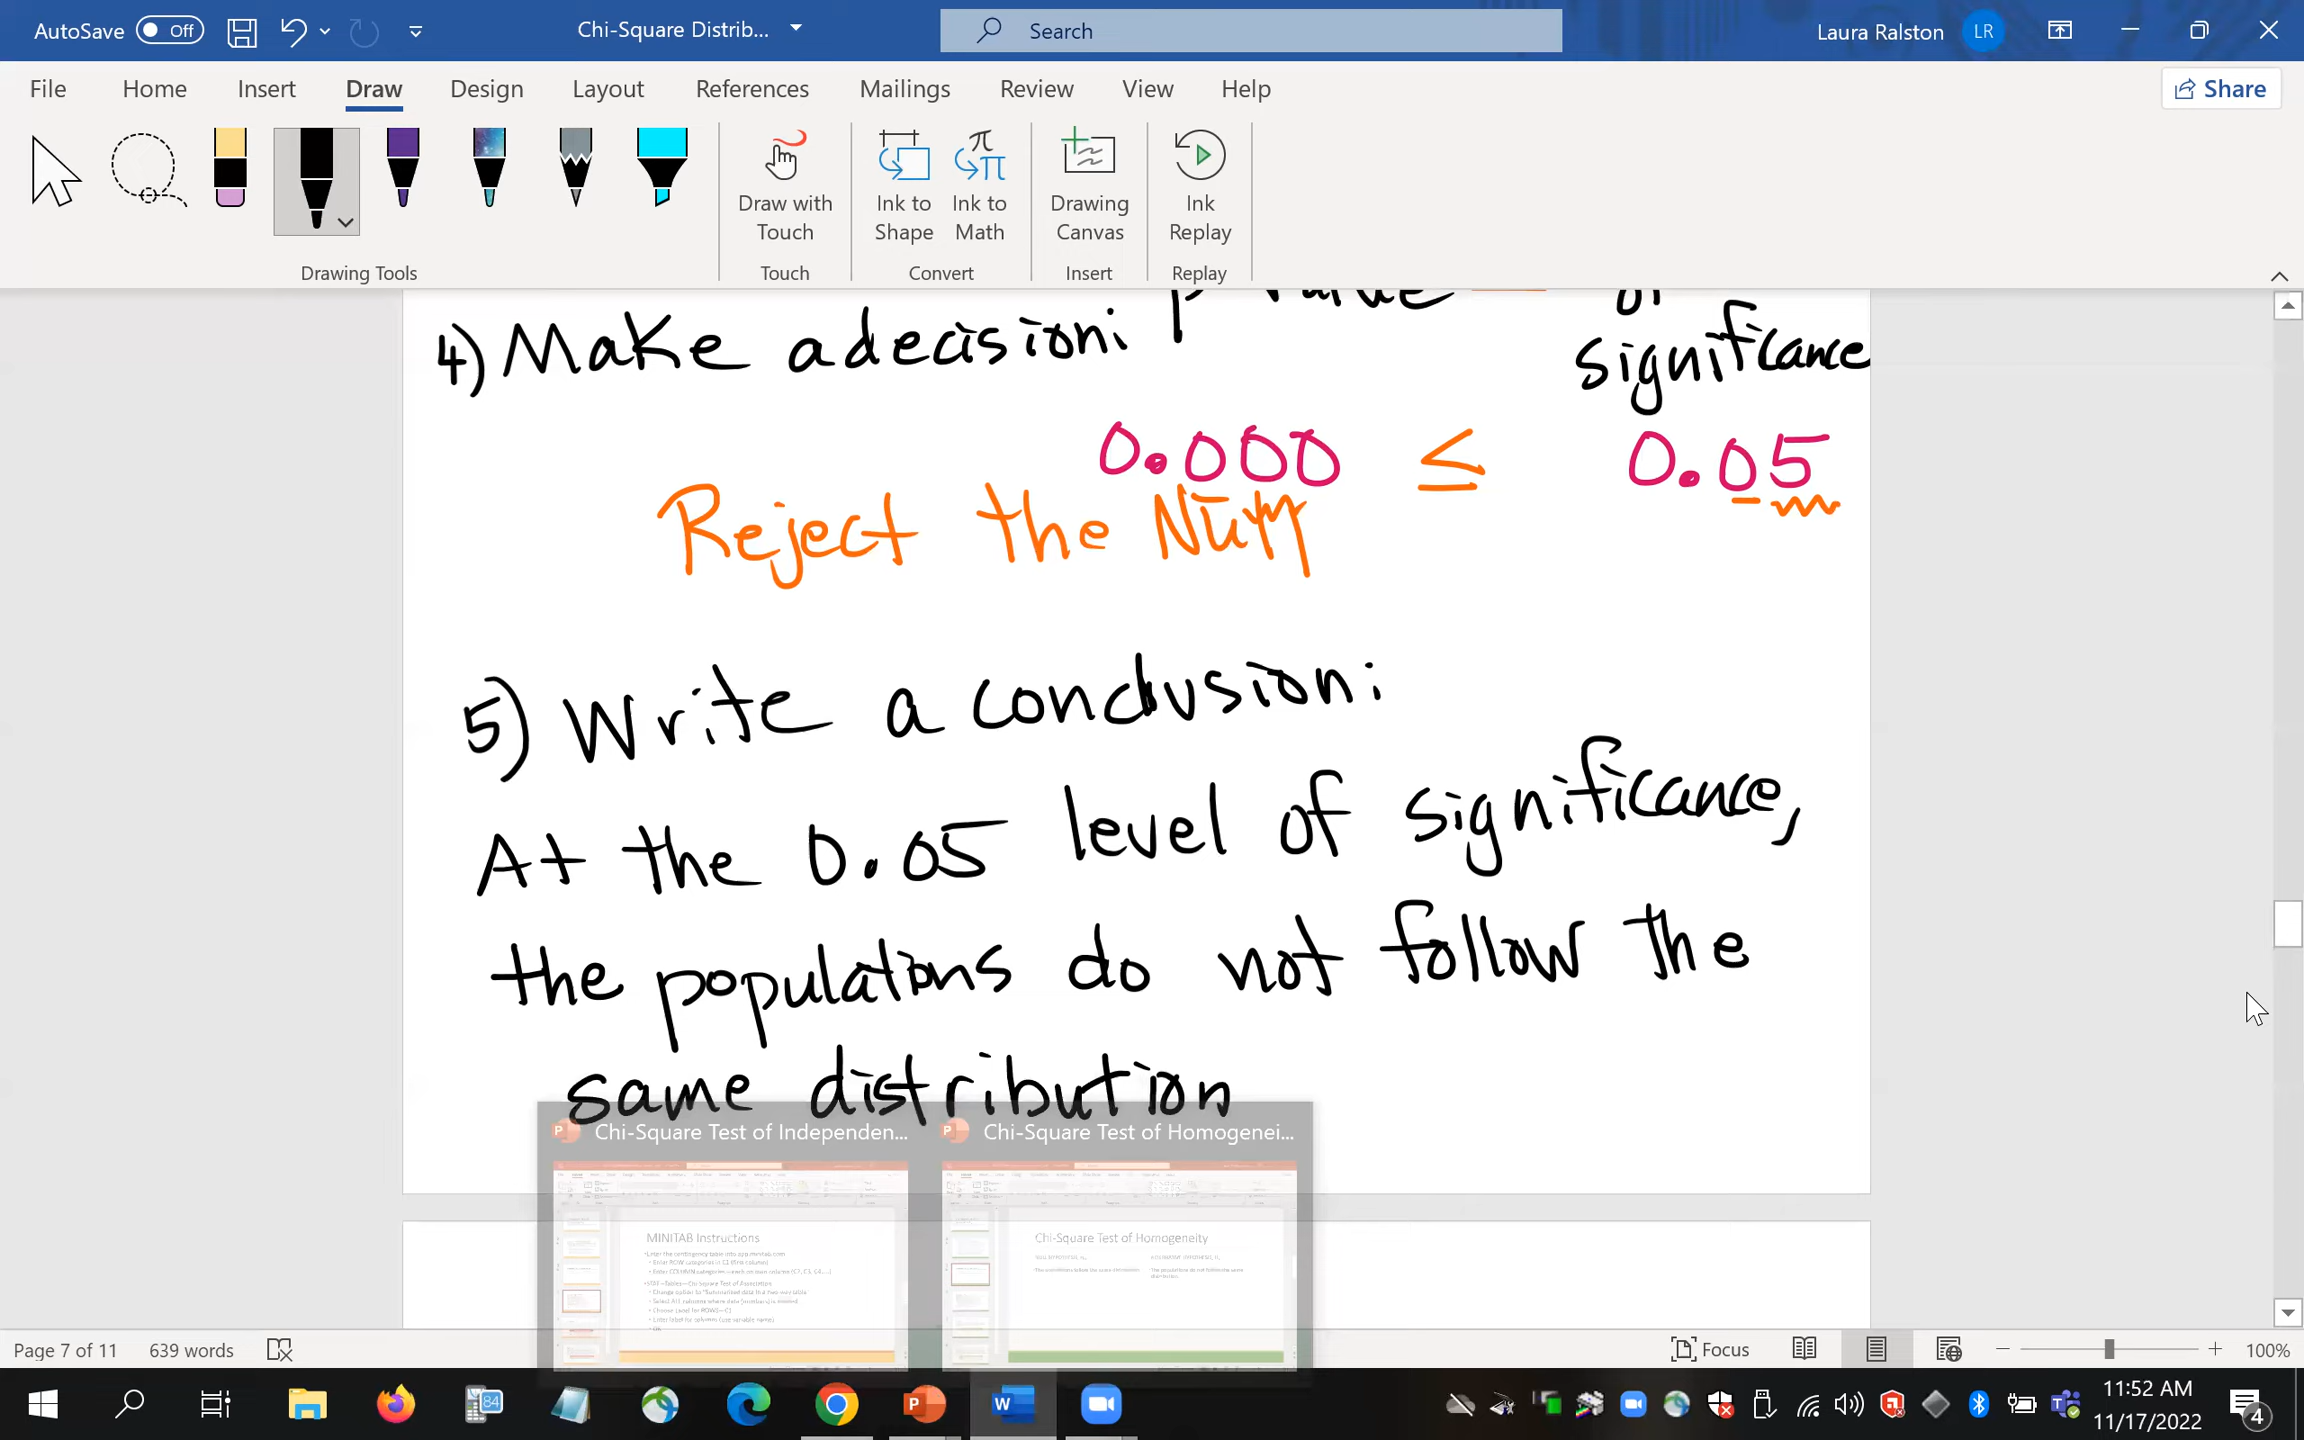 AutoSave Off Chi-Square Distrib... Search Laura Ralston LR
File Home Insert Draw Design Layout References Mailings Review View Help Share
Draw with Touch Ink to Shape Ink to Math Drawing Canvas Ink Replay
Drawing Tools Touch Convert Insert Replay
4) Make a decision: p value of
significance
0.000 ≤ 0.05
Reject the Null
5) Write a conclusion:
At the 0.05 level of significance,
the populations do not follow the
same distribution
Chi-Square Test of Independen... Chi-Square Test of Homogenei...
MINITAB Instructions
Chi-Square Test of Homogeneity
Page 7 of 11 639 words Focus 100%
84
11:52 AM
11/17/2022
4